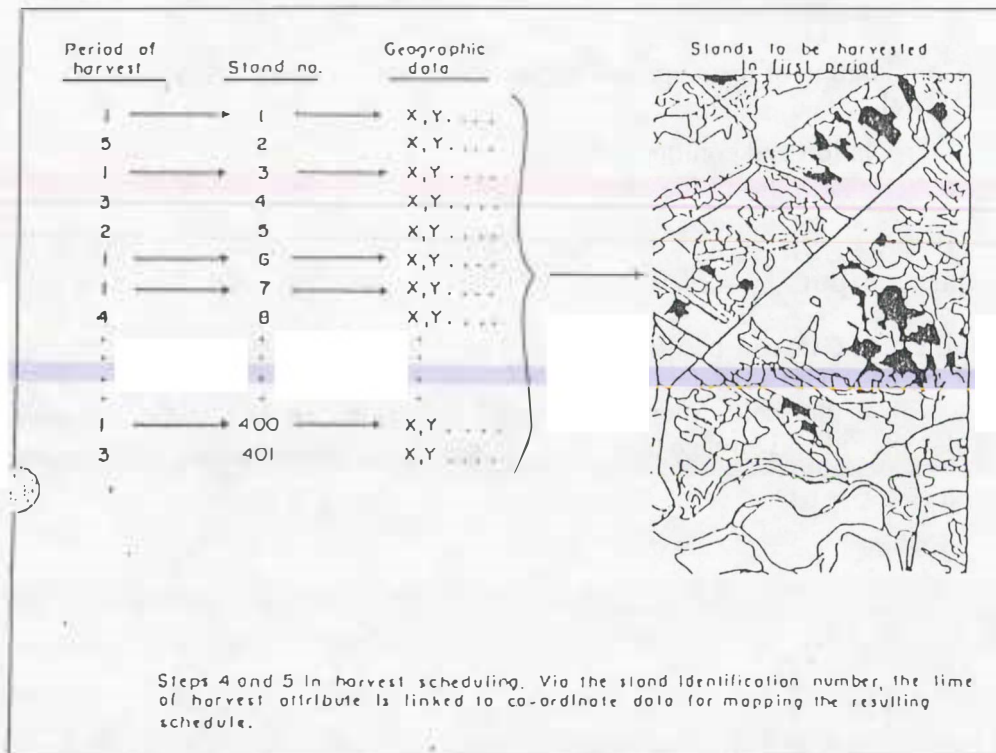 Period of
harvest
Stand no.
Geographic
data
Stands to be harvested
in first period
1 1 X,Y. ....
5 2 X,Y. ....
1 3 X,Y. ....
3 4 X,Y. ....
2 5 X,Y. ....
1 6 X,Y. ....
1 7 X,Y. ....
4 8 X,Y. ....
1 400 X,Y ....
3 401 X,Y ....
Steps 4 and 5 in harvest scheduling. Via the stand identification number, the time
of harvest attribute is linked to co-ordinate data for mapping the resulting
schedule.